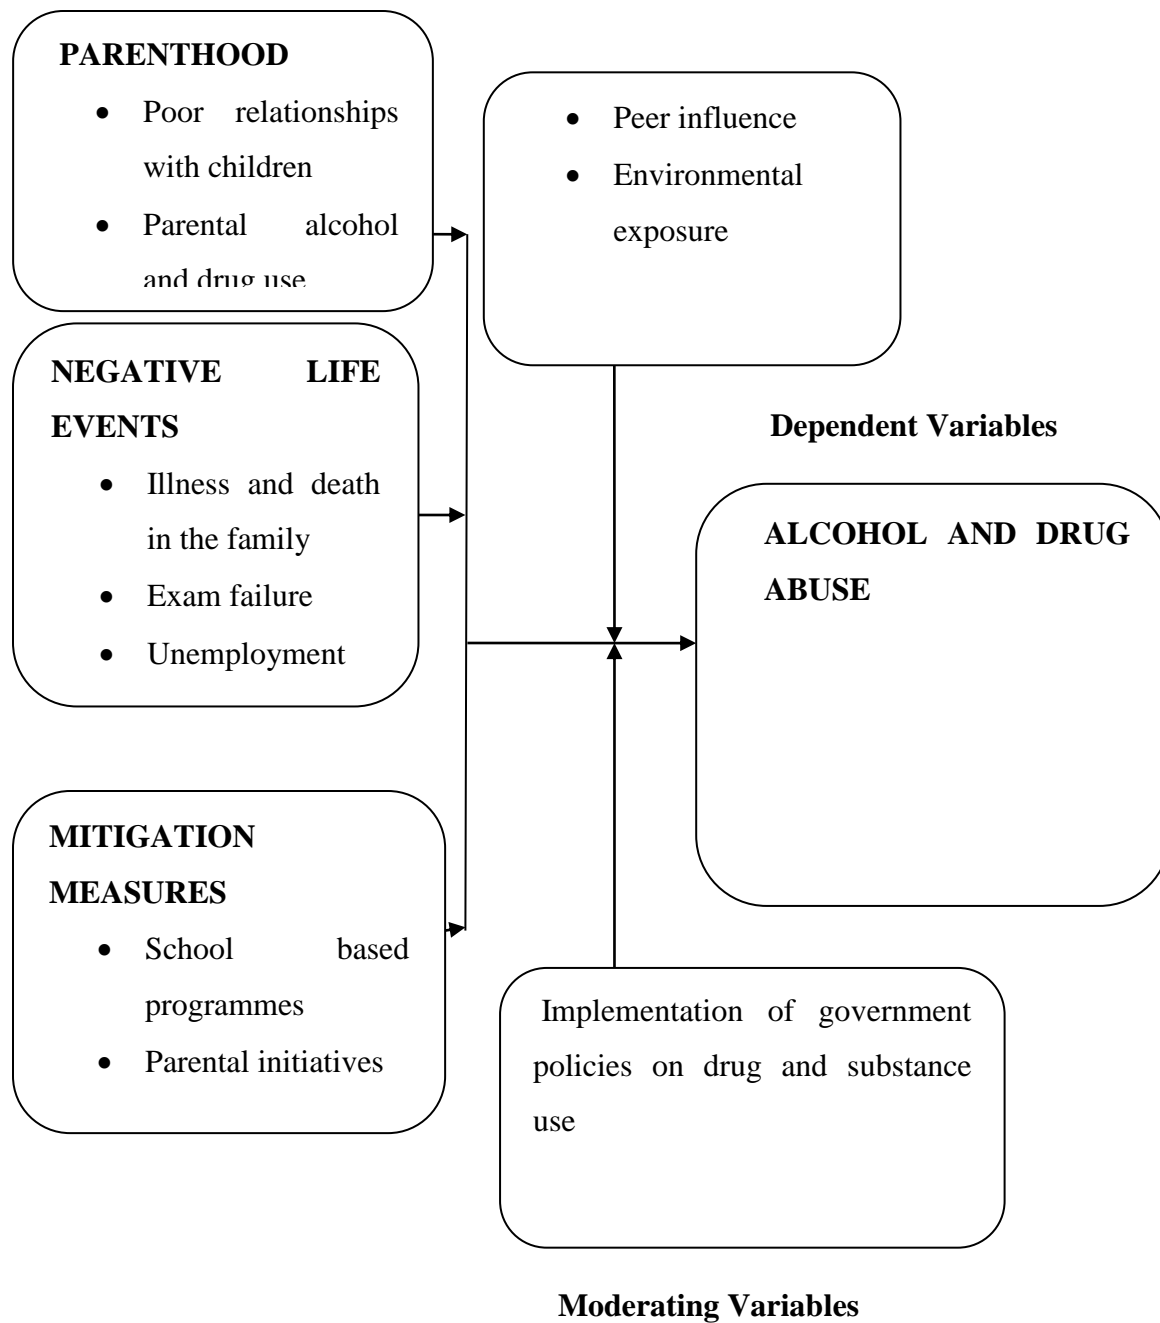 PARENTHOOD
• Poor relationships
with children
• Parental alcohol
and drug use
• Peer influence
• Environmental
exposure
NEGATIVE LIFE
EVENTS
• Illness and death
in the family
• Exam failure
• Unemployment
Dependent Variables
ALCOHOL AND DRUG
ABUSE
MITIGATION
MEASURES
• School based
programmes
• Parental initiatives
Implementation of government
policies on drug and substance
use
Moderating Variables